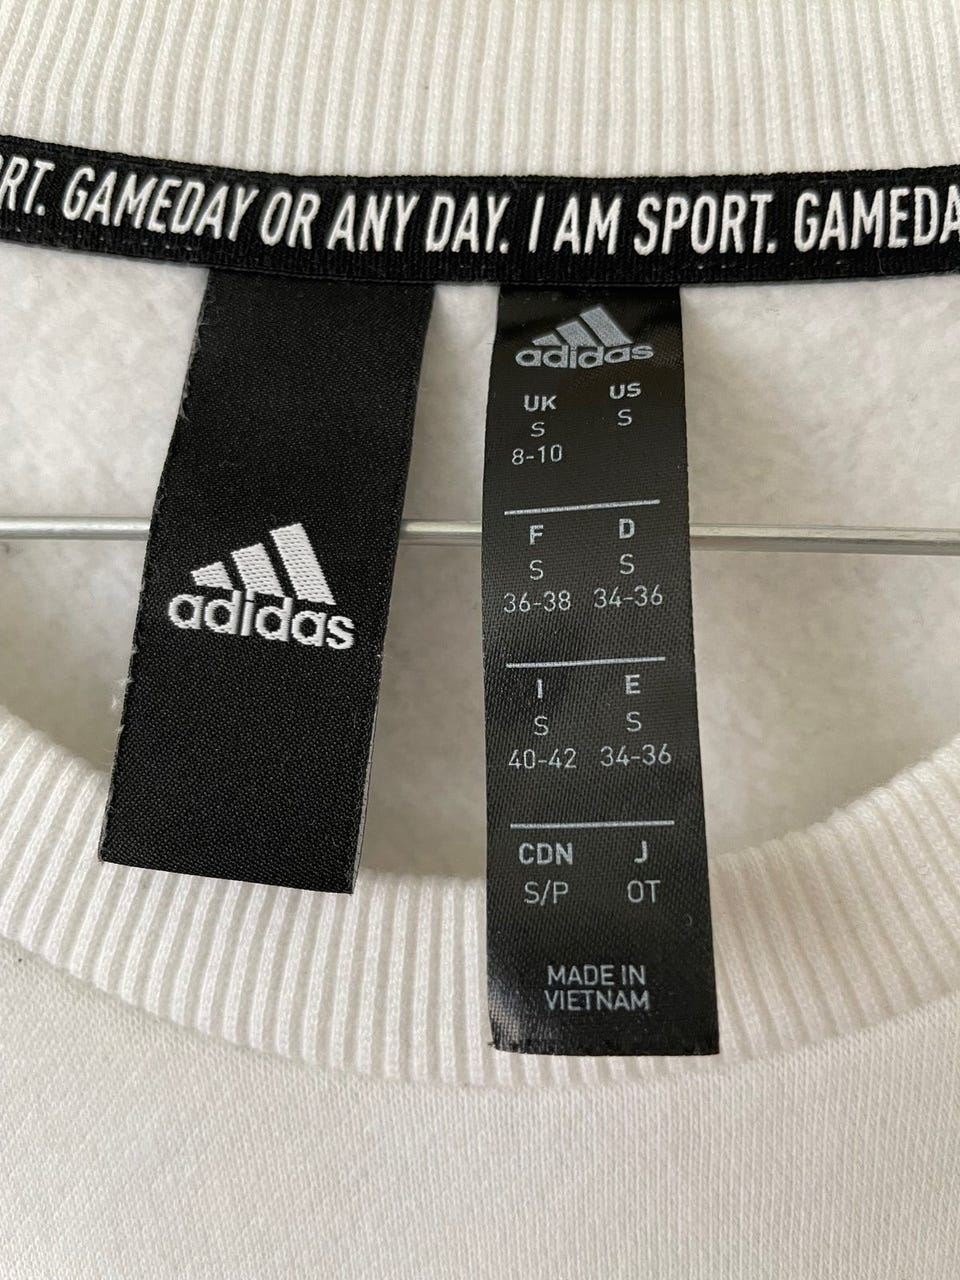 RT. GAMEDAY OR ANY DAY. I AM SPORT. GAMEDA
adidas
adidas
UK US
S S
8-10
F D
S S
36-38 34-36
I E
S S
40-42 34-36
CDN J
S/P OT
MADE IN
VIETNAM